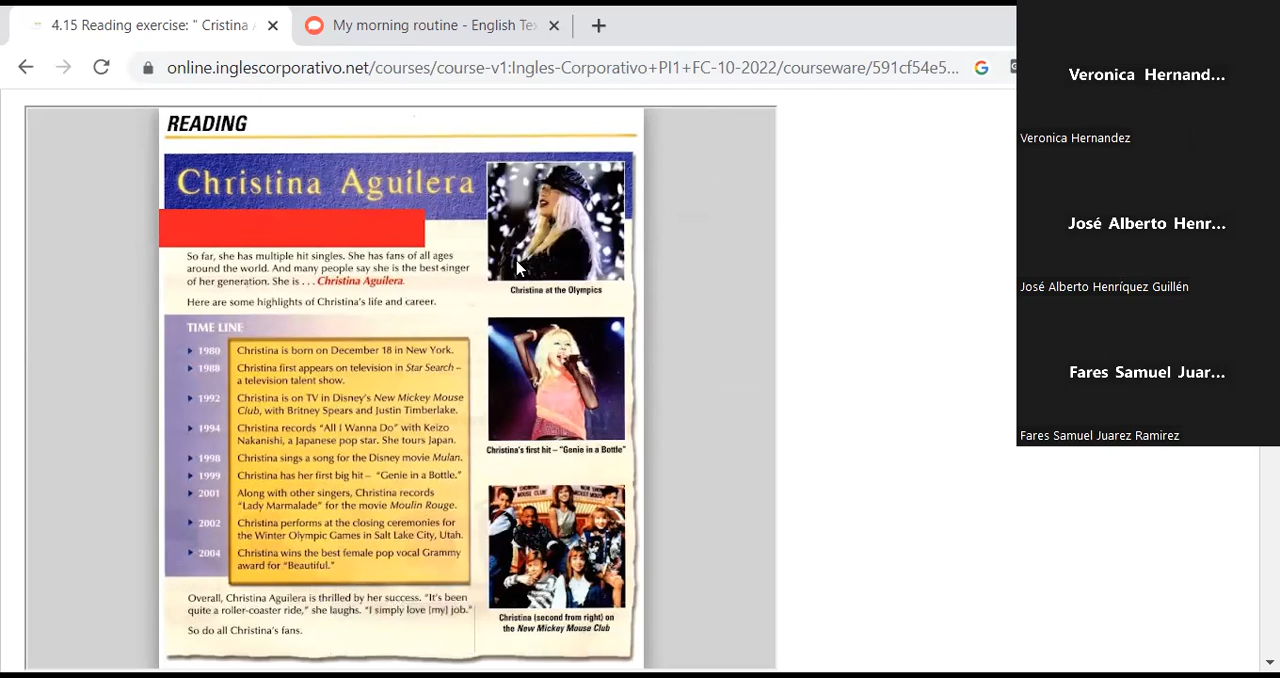 4.15 Reading exercise: " Cristina A
My morning routine - English Tex
online.inglescorporativo.net/courses/course-v1:Ingles-Corporativo+PI1+FC-10-2022/courseware/591cf54e5...
READING
Christina Aguilera
So far, she has multiple hit singles. She has fans of all ages
around the world. And many people say she is the best singer
of her generation. She is . . . Christina Aguilera.
Here are some highlights of Christina's life and career.
TIME LINE
1980 Christina is born on December 18 in New York.
1988 Christina first appears on television in Star Search –
a television talent show.
1992 Christina is on TV in Disney's New Mickey Mouse
Club, with Britney Spears and Justin Timberlake.
1994 Christina records "All I Wanna Do" with Keizo
Nakanishi, a Japanese pop star. She tours Japan.
1998 Christina sings a song for the Disney movie Mulan.
1999 Christina has her first big hit – "Genie in a Bottle."
2001 Along with other singers, Christina records
"Lady Marmalade" for the movie Moulin Rouge.
2002 Christina performs at the closing ceremonies for
the Winter Olympic Games in Salt Lake City, Utah.
2004 Christina wins the best female pop vocal Grammy
award for "Beautiful."
Overall, Christina Aguilera is thrilled by her success. "It's been
quite a roller-coaster ride," she laughs. "I simply love [my] job."
So do all Christina's fans.
Christina at the Olympics
Christina's first hit – "Genie in a Bottle"
Christina (second from right) on
the New Mickey Mouse Club
Veronica Hernand...
Veronica Hernandez
José Alberto Henr...
José Alberto Henríquez Guillén
Fares Samuel Juar...
Fares Samuel Juarez Ramirez